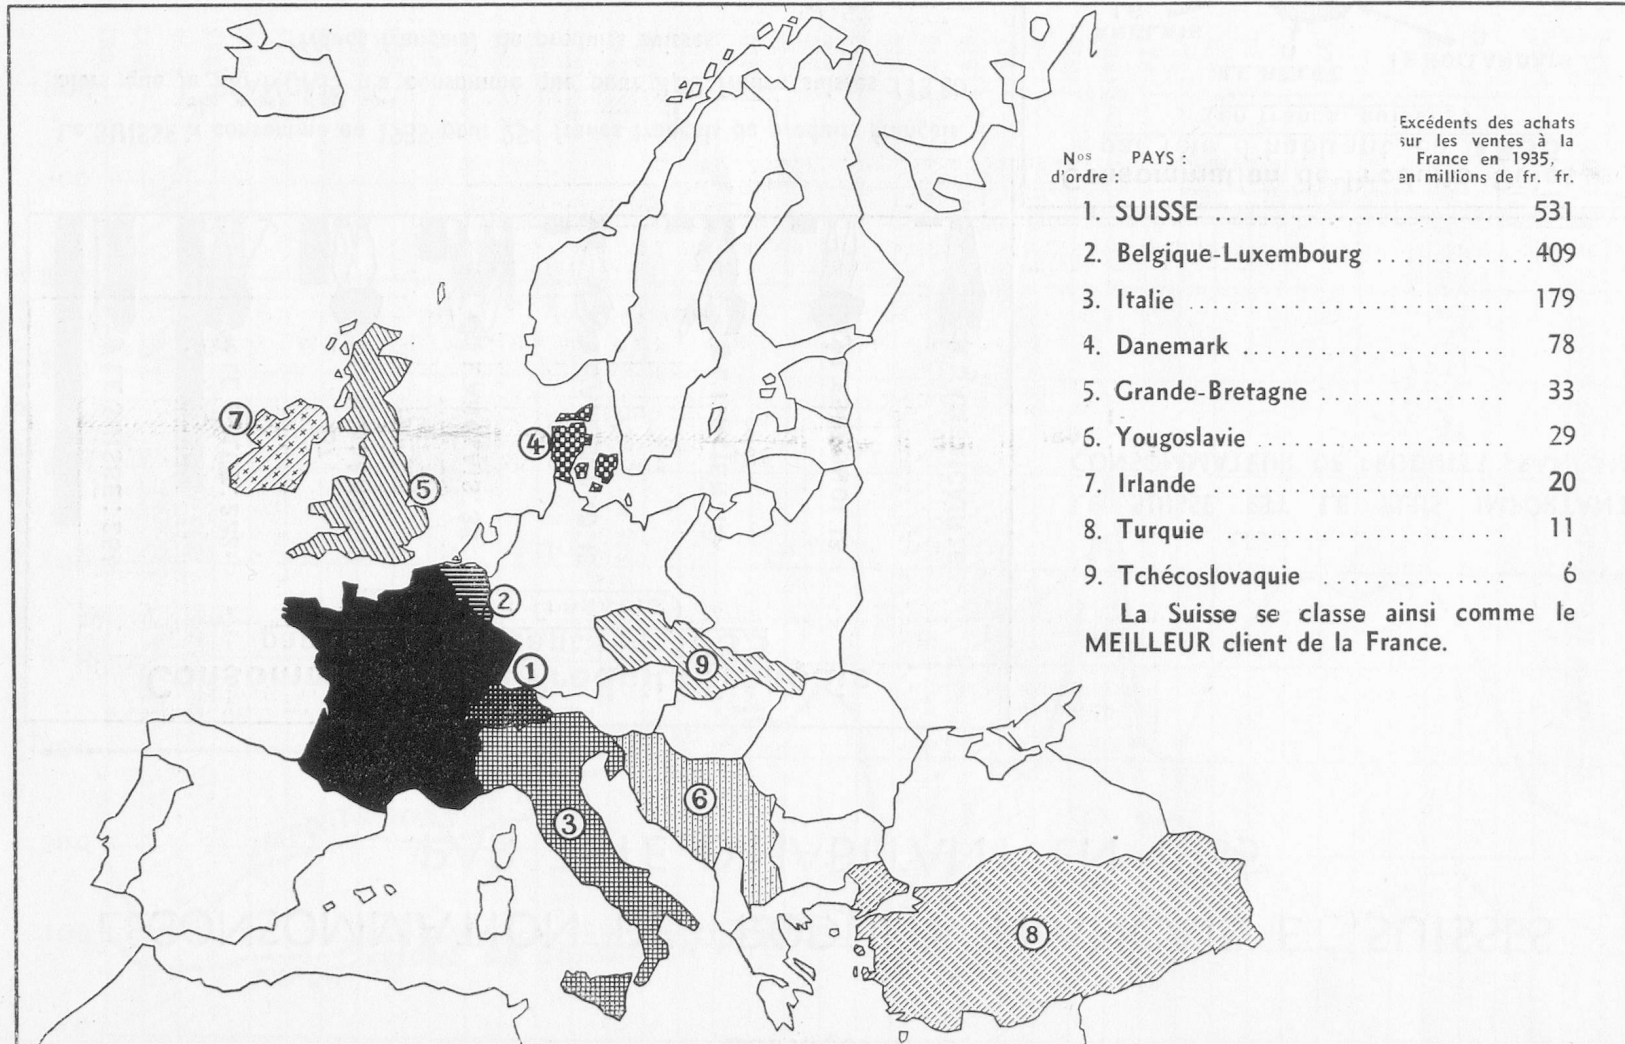 Excédents des achats
sur les ventes à la
France en 1935,
en millions de fr. fr.
Nos
d'ordre :
PAYS :
1. SUISSE .................... 531
2. Belgique-Luxembourg ............ 409
3. Italie ....................... 179
4. Danemark ................... 78
5. Grande-Bretagne ............. 33
6. Yougoslavie .................. 29
7. Irlande ...................... 20
8. Turquie ..................... 11
9. Tchécoslovaquie .............. 6
La Suisse se classe ainsi comme le
MEILLEUR client de la France.
7
4
5
2
1
9
6
3
8